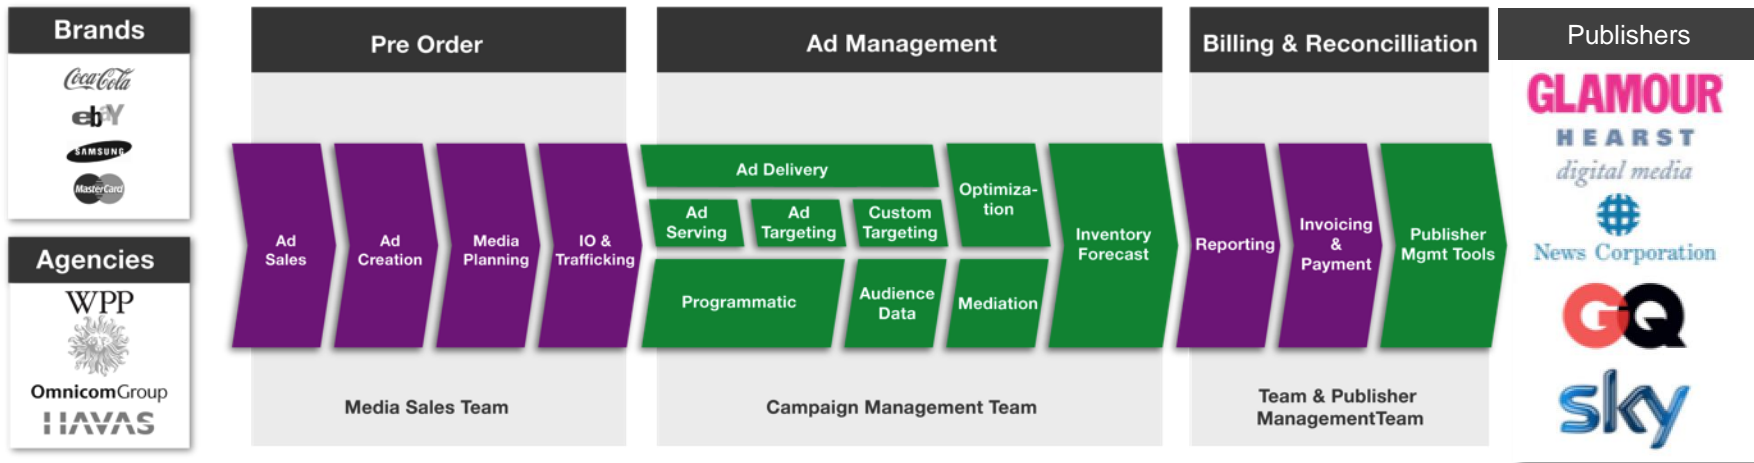 Brands
Coca-Cola
ebaY
SAMSUNG
MasterCard
Agencies
WPP
OmnicomGroup
HAVAS
Pre Order
Ad
Sales
Ad
Creation
Media
Planning
IO &
Trafficking
Media Sales Team
Ad Management
Ad Delivery
Ad
Serving
Ad
Targeting
Custom
Targeting
Optimiza-
tion
Programmatic
Audience
Data
Mediation
Inventory
Forecast
Campaign Management Team
Billing & Reconcilliation
Reporting
Invoicing
&
Payment
Publisher
Mgmt Tools
Team & Publisher
ManagementTeam
Publishers
GLAMOUR
HEARST
digital media
News Corporation
GQ
sky